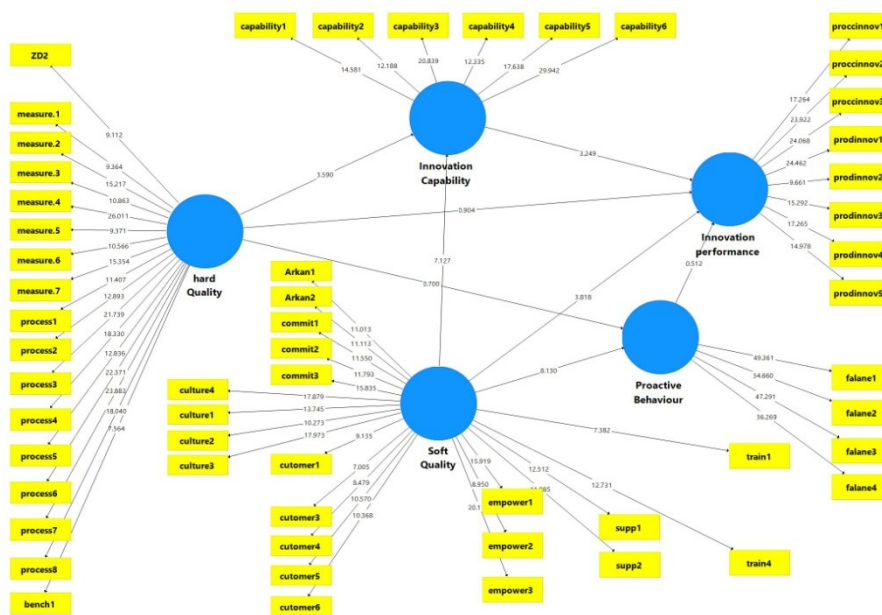 capability1
capability2
capability3
capability4
capability5
capability6
14.581
12.188
20.839
12.335
17.638
29.942
Innovation
Capability
ZD2
measure.1
measure.2
measure.3
measure.4
measure.5
measure.6
measure.7
process1
process2
process3
process4
process5
process6
process7
process8
bench1
9.112
9.364
15.217
10.863
26.011
9.371
10.566
15.354
11.407
12.893
21.739
18.330
12.836
22.371
23.883
18.040
7.564
hard
Quality
3.590
0.904
0.700
7.127
3.249
3.818
8.130
0.512
proccinnov1
proccinnov2
proccinnov3
prodinnov1
prodinnov2
prodinnov3
prodinnov4
prodinnov5
17.264
23.922
24.068
24.462
9.661
15.292
17.265
14.978
Innovation
performance
Arkan1
Arkan2
commit1
commit2
commit3
11.013
11.113
11.550
11.793
15.835
culture4
culture1
culture2
culture3
17.879
13.745
10.273
17.973
cutomer1
cutomer3
cutomer4
cutomer5
cutomer6
9.135
7.005
8.479
10.570
10.368
Soft
Quality
15.919
8.950
20.1
empower1
empower2
empower3
12.512
supp1
supp2
7.382
12.731
train1
train4
Proactive
Behaviour
49.361
34.660
47.291
36.269
falane1
falane2
falane3
falane4